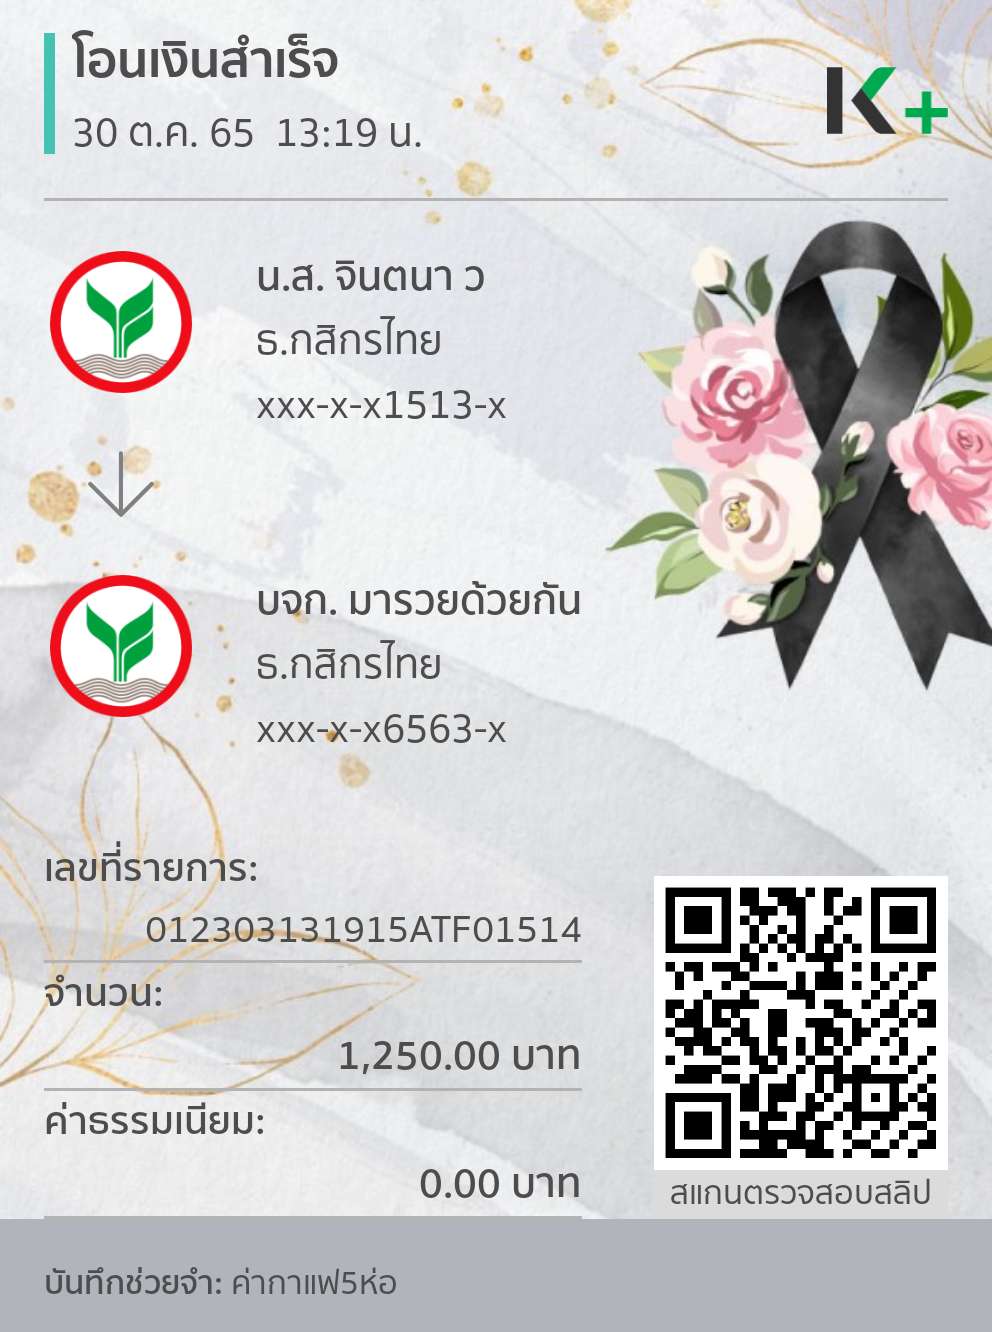 โอนเงินสำเร็จ
30 ต.ค. 65 13:19 น.
K+
น.ส. จินตนา ว
ธ.กสิกรไทย
xxx-x-x1513-x
บจก. มารวยด้วยกัน
ธ.กสิกรไทย
xxx-x-x6563-x
เลขที่รายการ:
012303131915ATF01514
จำนวน:
1,250.00 บาท
ค่าธรรมเนียม:
0.00 บาท
สแกนตรวจสอบสลิป
บันทึกช่วยจำ: ค่ากาแฟ5ห่อ